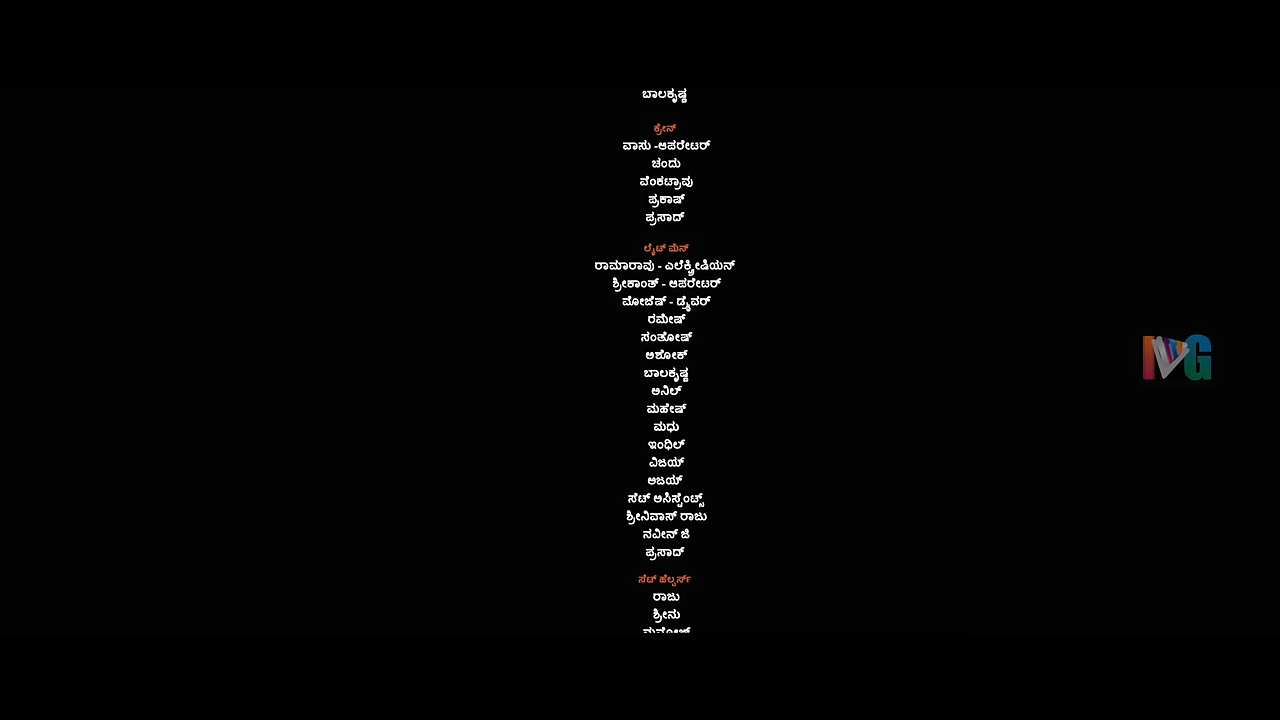 ಬಾಲಕೃಷ್ಣ
ಕ್ರೇನ್
ವಾಸು -ಆಪರೇಟರ್
ಚಂದು
ವೆಂಕಟ್ರಾವು
ಪ್ರಕಾಷ್
ಪ್ರಸಾದ್
ಲೈಟ್ ಮೆನ್
ರಾಮಾರಾವು - ಎಲೆಕ್ಟ್ರೀಷಿಯನ್
ಶ್ರೀಕಾಂತ್ - ಆಪರೇಟರ್
ಮೋಬೆಷ್ - ಡ್ರೈವರ್
ರಮೇಷ್
ಸಂತೋಷ್
ಅಶೋಕ್
ಬಾಲಕೃಷ್ಣ
ಅನಿಲ್
ಮಹೇಷ್
ಮಧು
ಇಂಧಿಲ್
ವಿಜಯ್
ಅಜಯ್
ಸೆಟ್ ಅಸಿಸ್ಟೆಂಟ್ಸ್
ಶ್ರೀನಿವಾಸ್ ರಾಜು
ನವೀನ್ ಜಿ
ಪ್ರಸಾದ್
ಸೆಟ್ ಹೆಲ್ಪರ್ಸ್
ರಾಜು
ಶ್ರೀನು
MVG